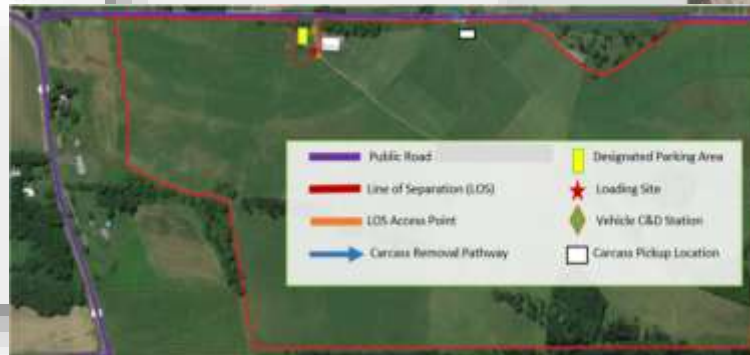 Public Road
Designated Parking Area
Line of Separation (LOS)
Loading Site
LOS Access Point
Vehicle C&D Station
Carcass Removal Pathway
Carcass Pickup Location